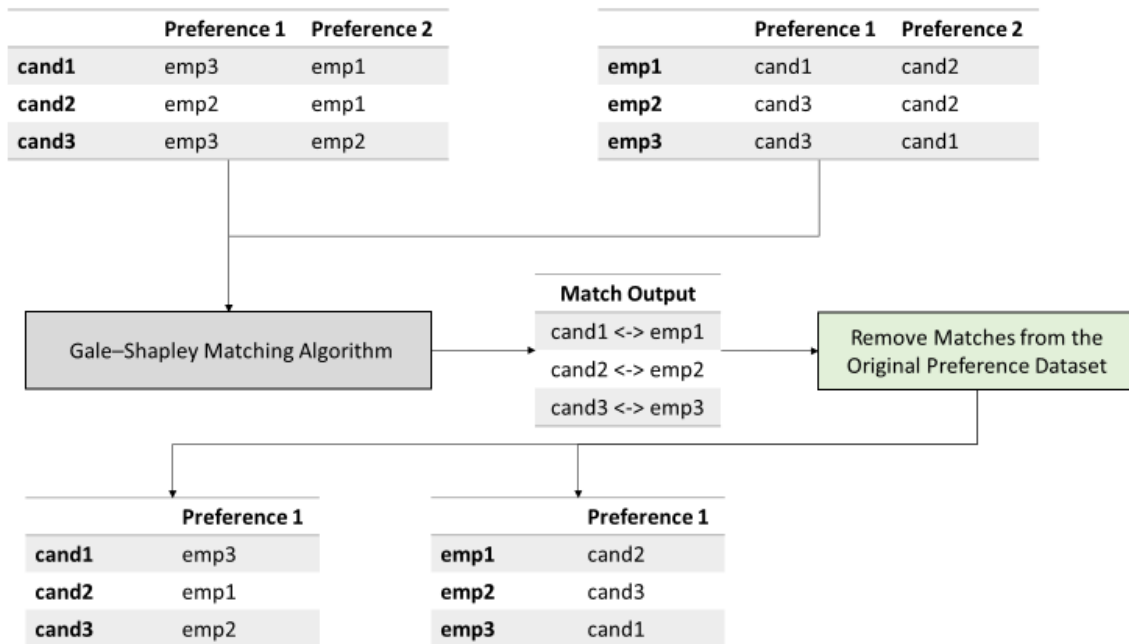 Preference 1 Preference 2
cand1 emp3 emp1
cand2 emp2 emp1
cand3 emp3 emp2
Preference 1 Preference 2
emp1 cand1 cand2
emp2 cand3 cand2
emp3 cand3 cand1
Gale–Shapley Matching Algorithm
Match Output
cand1 <-> emp1
cand2 <-> emp2
cand3 <-> emp3
Remove Matches from the
Original Preference Dataset
Preference 1
cand1 emp3
cand2 emp1
cand3 emp2
Preference 1
emp1 cand2
emp2 cand3
emp3 cand1